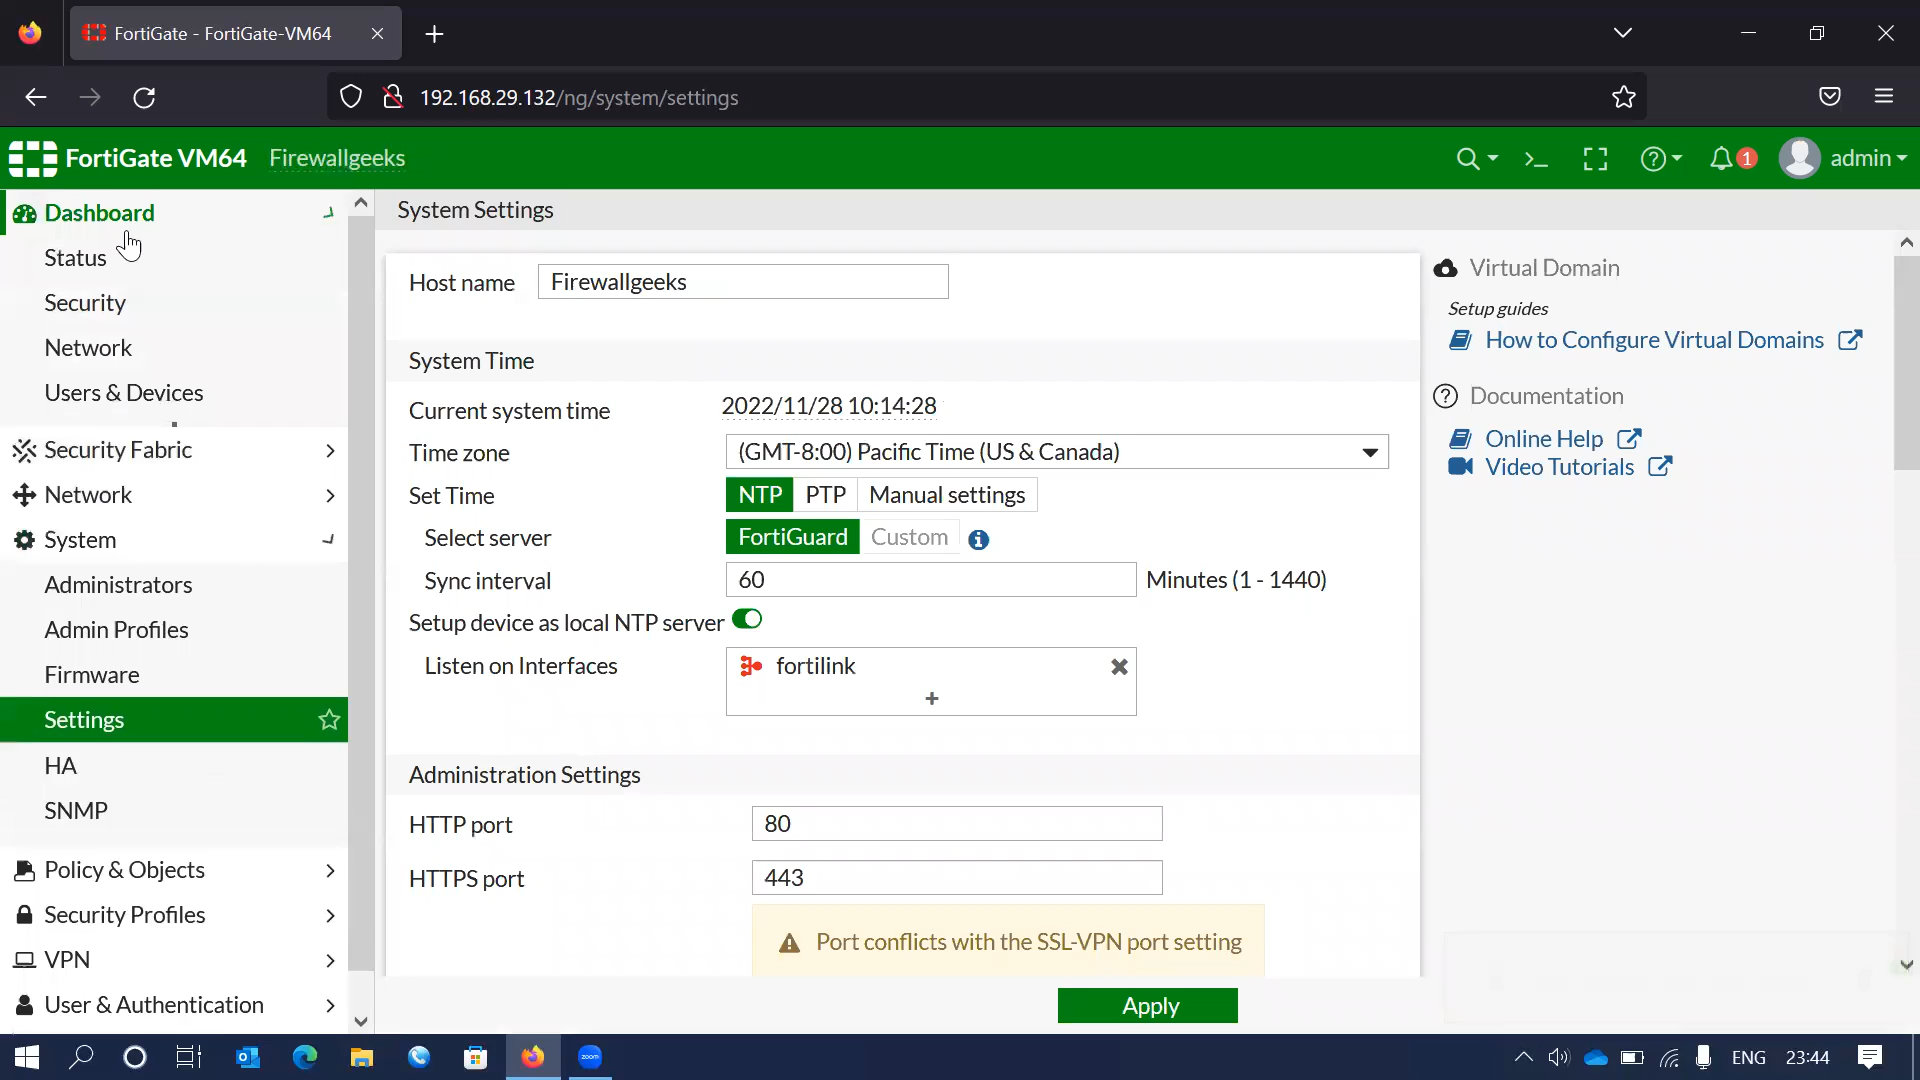 FortiGate - FortiGate-VM64
192.168.29.132/ng/system/settings
FortiGate VM64 Firewallgeeks
1 admin
Dashboard
Status
Security
Network
Users & Devices
Security Fabric
Network
System
Administrators
Admin Profiles
Firmware
Settings
HA
SNMP
Policy & Objects
Security Profiles
VPN
User & Authentication
System Settings
Host name Firewallgeeks
System Time
Current system time 2022/11/28 10:14:28
Time zone (GMT-8:00) Pacific Time (US & Canada)
Set Time NTP PTP Manual settings
Select server FortiGuard Custom
Sync interval 60 Minutes (1 - 1440)
Setup device as local NTP server
Listen on Interfaces fortilink
Administration Settings
HTTP port 80
HTTPS port 443
Port conflicts with the SSL-VPN port setting
Apply
Virtual Domain
Setup guides
How to Configure Virtual Domains
Documentation
Online Help
Video Tutorials
zoom
ENG 23:44